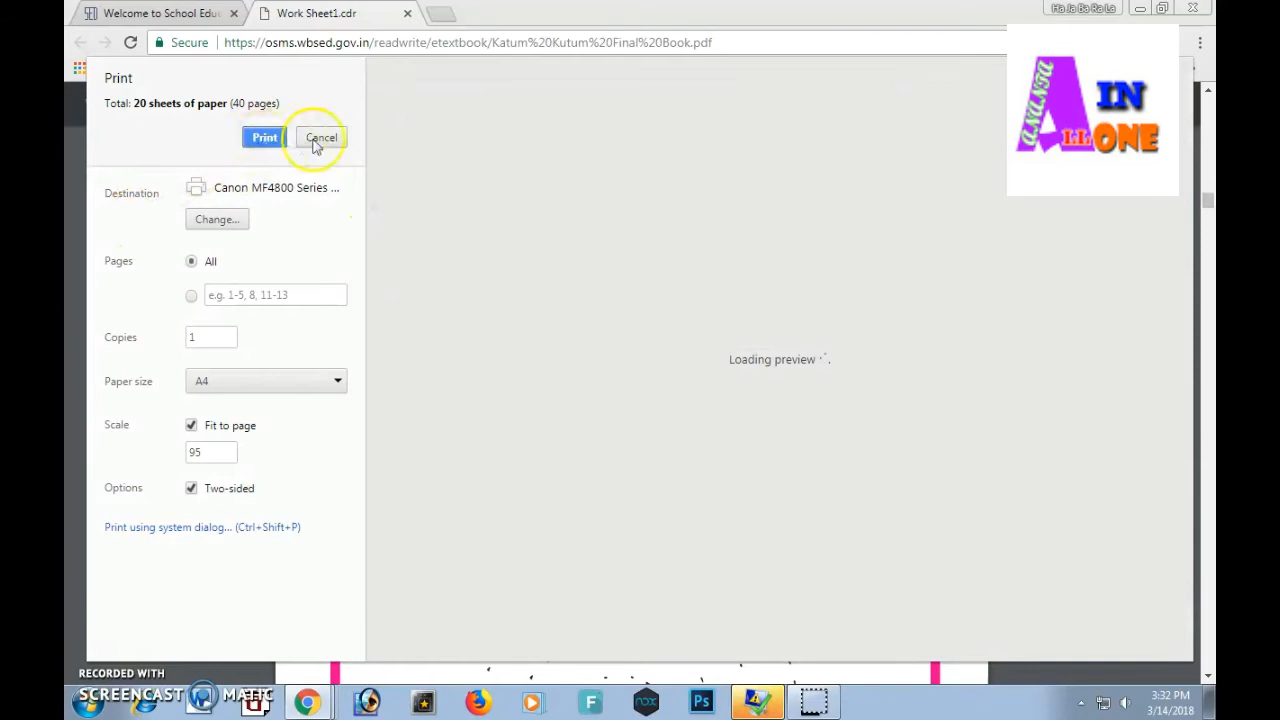 Welcome to School Edu
Work Sheet1.cdr
Ha Ja Ba Ra La
Secure
https://osms.wbsed.gov.in/readwrite/etextbook/Katum%20Kutum%20Final%20Book.pdf
Print
Total: 20 sheets of paper (40 pages)
Print
Cancel
Destination
Canon MF4800 Series ...
Change...
Pages
All
e.g. 1-5, 8, 11-13
Copies
1
Paper size
A4
Scale
Fit to page
95
Options
Two-sided
Print using system dialog... (Ctrl+Shift+P)
Loading preview
ANANTA
ALL
IN
ONE
RECORDED WITH
SCREENCAST MATIC
F
nox
Ps
3:32 PM
3/14/2018